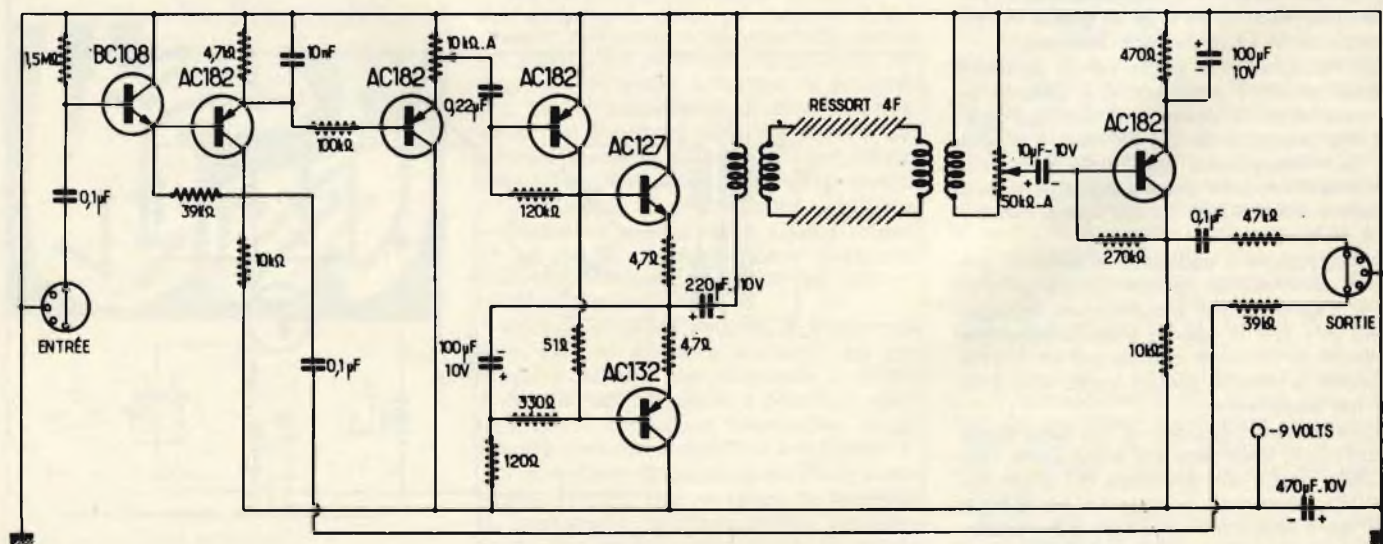 1,5MΩ
BC108
4,7kΩ
10nF
AC182
AC182
10kΩ-A
0,22µF
AC182
100kΩ
AC127
RESSORT 4F
470Ω
+
100µF
-
10V
AC182
10µF-10V
+ -
50kΩ-A
0,1µF
39kΩ
120kΩ
4,7Ω
270kΩ
0,1µF
47kΩ
10kΩ
220µF-10V
+ -
39kΩ
SORTIE
ENTRÉE
0,1µF
100µF
10V
-
+
51Ω
4,7Ω
AC132
10kΩ
330Ω
120Ω
-9 VOLTS
470µF-10V
- +